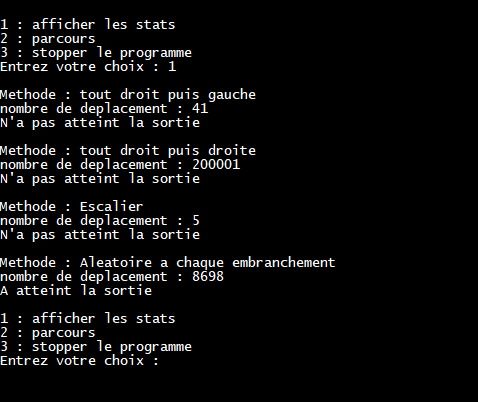 1 : afficher les stats
2 : parcours
3 : stopper le programme
Entrez votre choix : 1
Methode : tout droit puis gauche
nombre de deplacement : 41
N'a pas atteint la sortie
Methode : tout droit puis droite
nombre de deplacement : 200001
N'a pas atteint la sortie
Methode : Escalier
nombre de deplacement : 5
N'a pas atteint la sortie
Methode : Aleatoire a chaque embranchement
nombre de deplacement : 8698
A atteint la sortie
1 : afficher les stats
2 : parcours
3 : stopper le programme
Entrez votre choix :